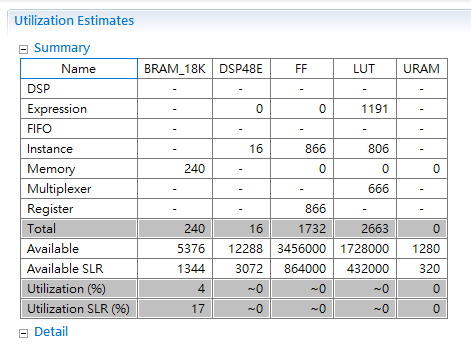 Utilization Estimates
Summary
Name BRAM_18K DSP48E FF LUT URAM
DSP - - - - -
Expression - 0 0 1191 -
FIFO - - - - -
Instance - 16 866 806 -
Memory 240 - 0 0 0
Multiplexer - - - 666 -
Register - - 866 - -
Total 240 16 1732 2663 0
Available 5376 12288 3456000 1728000 1280
Available SLR 1344 3072 864000 432000 320
Utilization (%) 4 ~0 ~0 ~0 0
Utilization SLR (%) 17 ~0 ~0 ~0 0
Detail